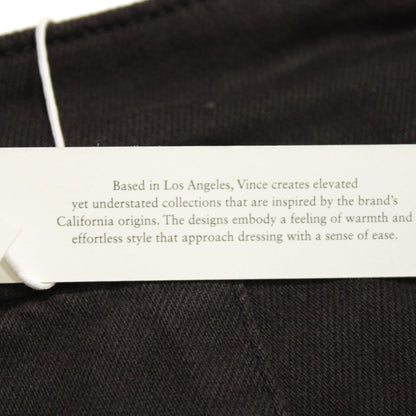 Based in Los Angeles, Vince creates elevated
yet understated collections that are inspired by the brand's
California origins. The designs embody a feeling of warmth and
effortless style that approach dressing with a sense of ease.